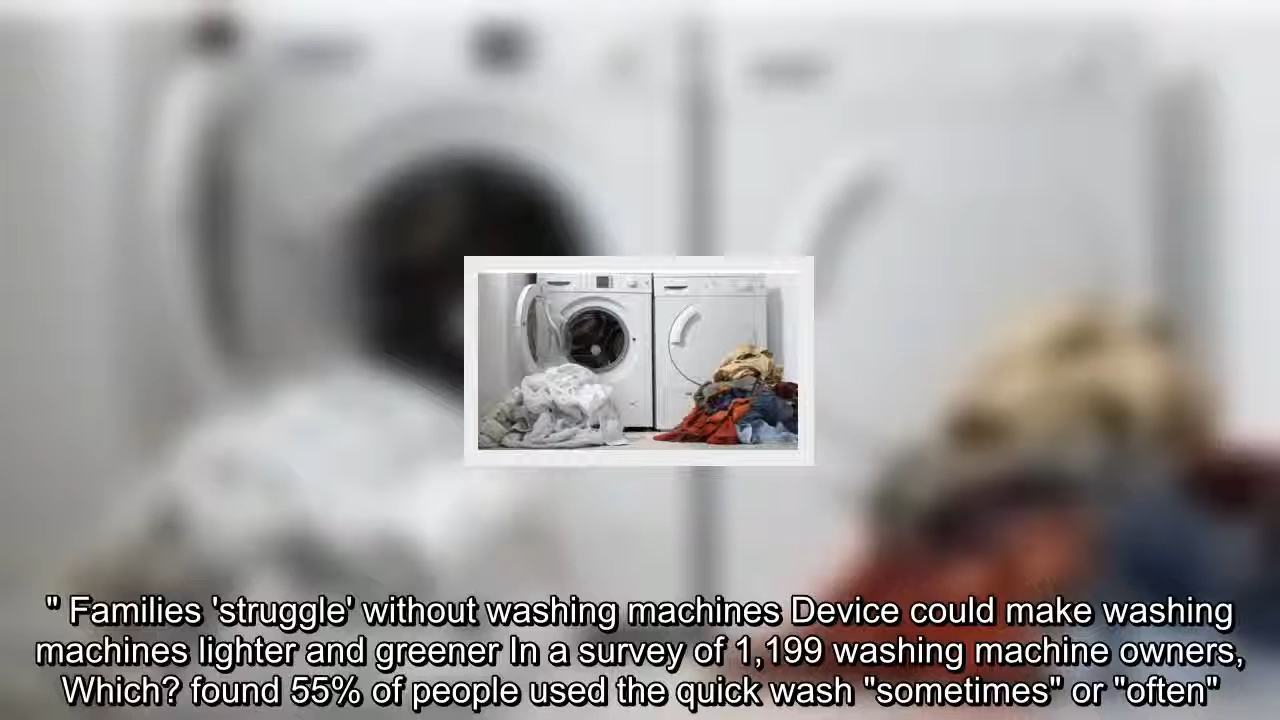 " Families 'struggle' without washing machines Device could make washing
machines lighter and greener In a survey of 1,199 washing machine owners,
Which? found 55% of people used the quick wash "sometimes" or "often"